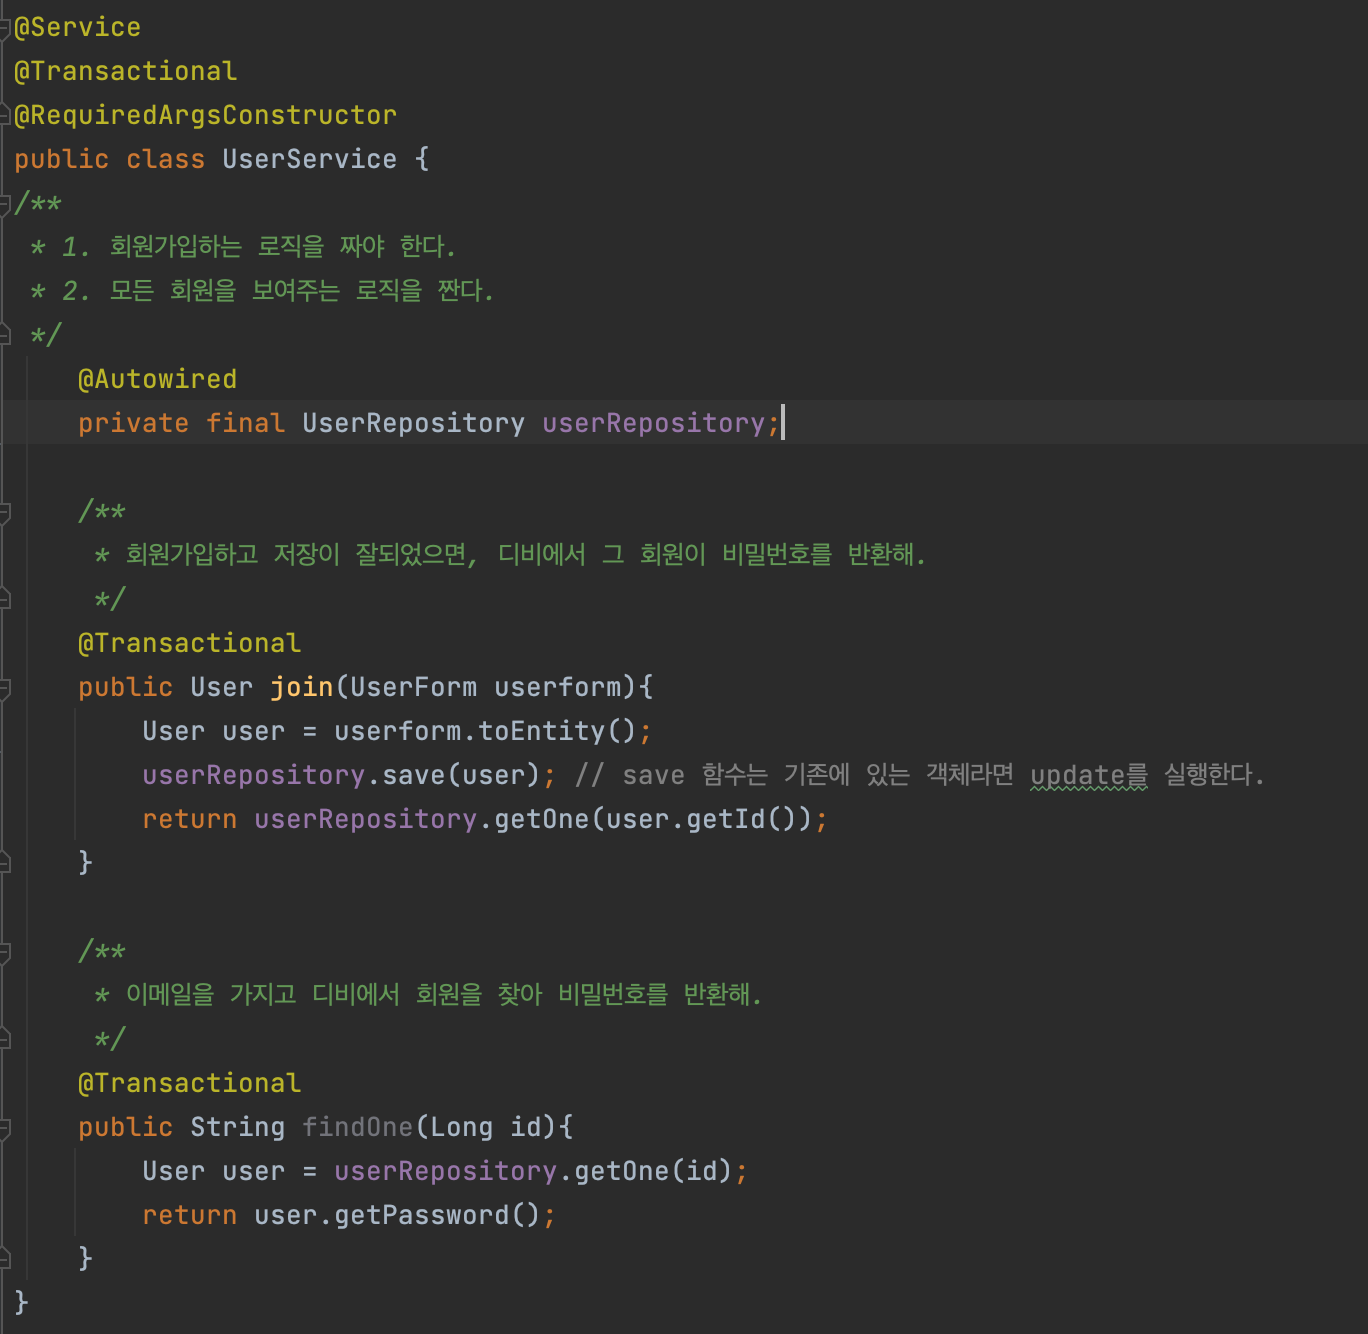 @Service
@Transactional
@RequiredArgsConstructor
public class UserService {
/**
 * 1. 회원가입하는 로직을 짜야 한다.
 * 2. 모든 회원을 보여주는 로직을 짠다.
 */
    @Autowired
    private final UserRepository userRepository;

    /**
     * 회원가입하고 저장이 잘되었으면, 디비에서 그 회원이 비밀번호를 반환해.
     */
    @Transactional
    public User join(UserForm userform){
        User user = userform.toEntity();
        userRepository.save(user); // save 함수는 기존에 있는 객체라면 update를 실행한다.
        return userRepository.getOne(user.getId());
    }

    /**
     * 이메일을 가지고 디비에서 회원을 찾아 비밀번호를 반환해.
     */
    @Transactional
    public String findOne(Long id){
        User user = userRepository.getOne(id);
        return user.getPassword();
    }
}